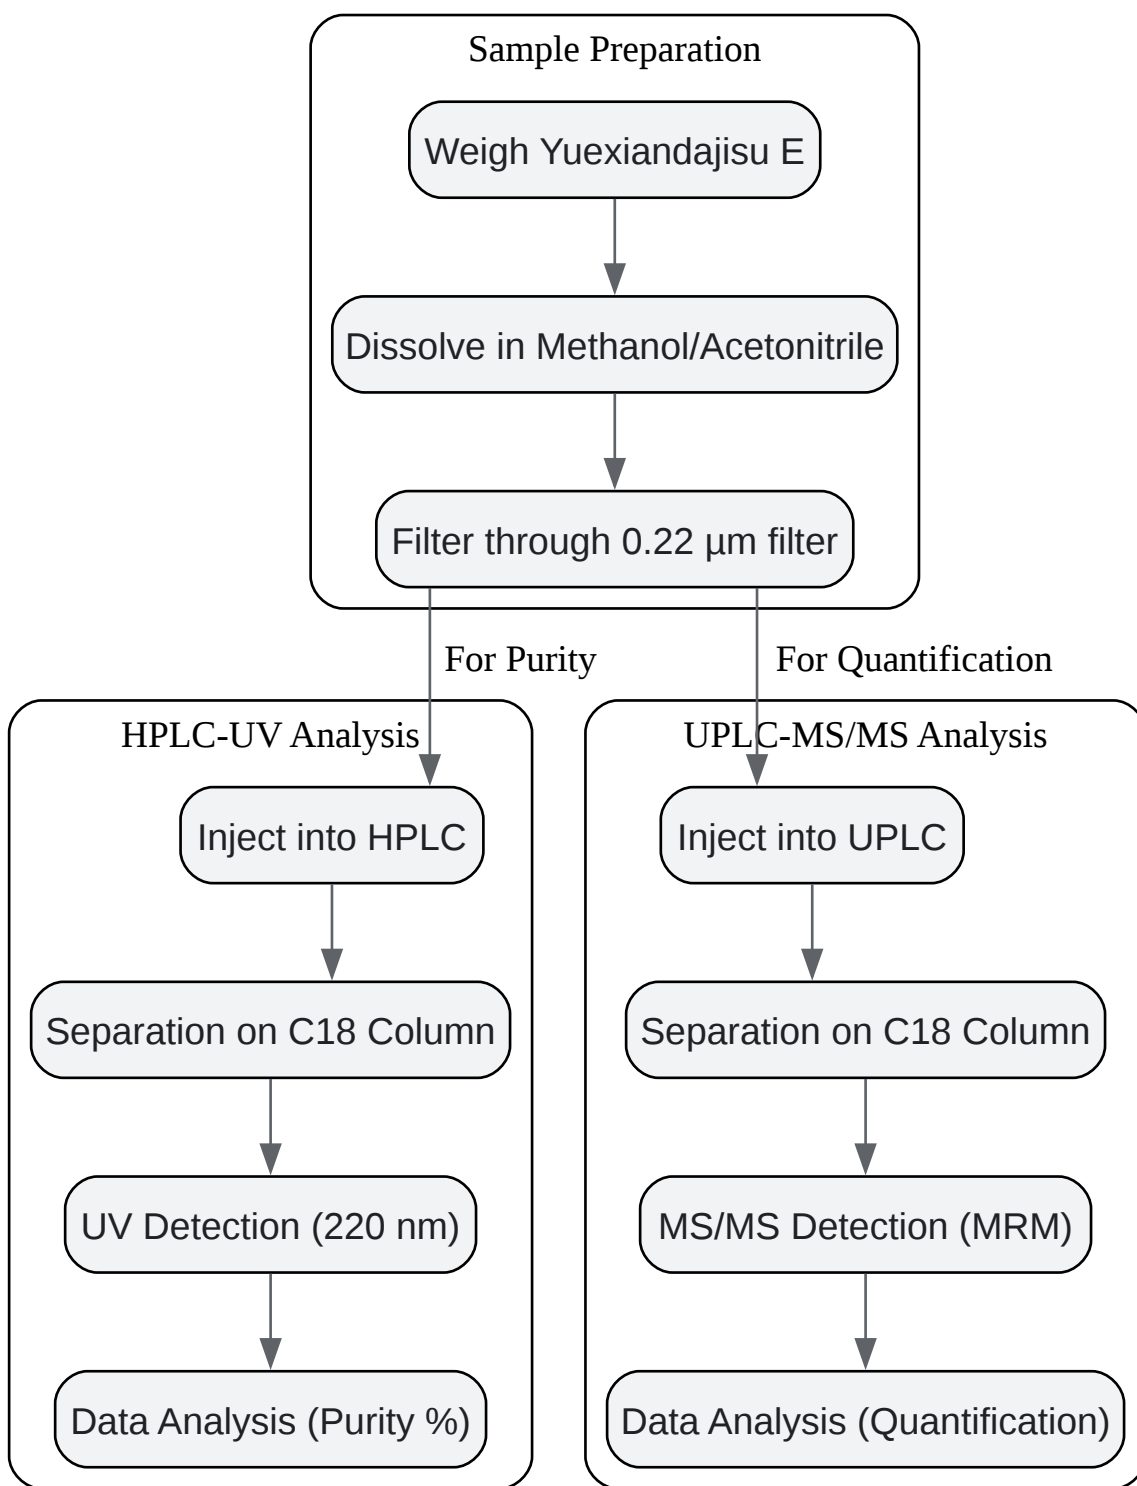 Sample Preparation
Weigh Yuexiandajisu E
Dissolve in Methanol/Acetonitrile
Filter through 0.22 µm filter
For Purity
For Quantification
HPLC-UV Analysis
Inject into HPLC
Separation on C18 Column
UV Detection (220 nm)
Data Analysis (Purity %)
UPLC-MS/MS Analysis
Inject into UPLC
Separation on C18 Column
MS/MS Detection (MRM)
Data Analysis (Quantification)